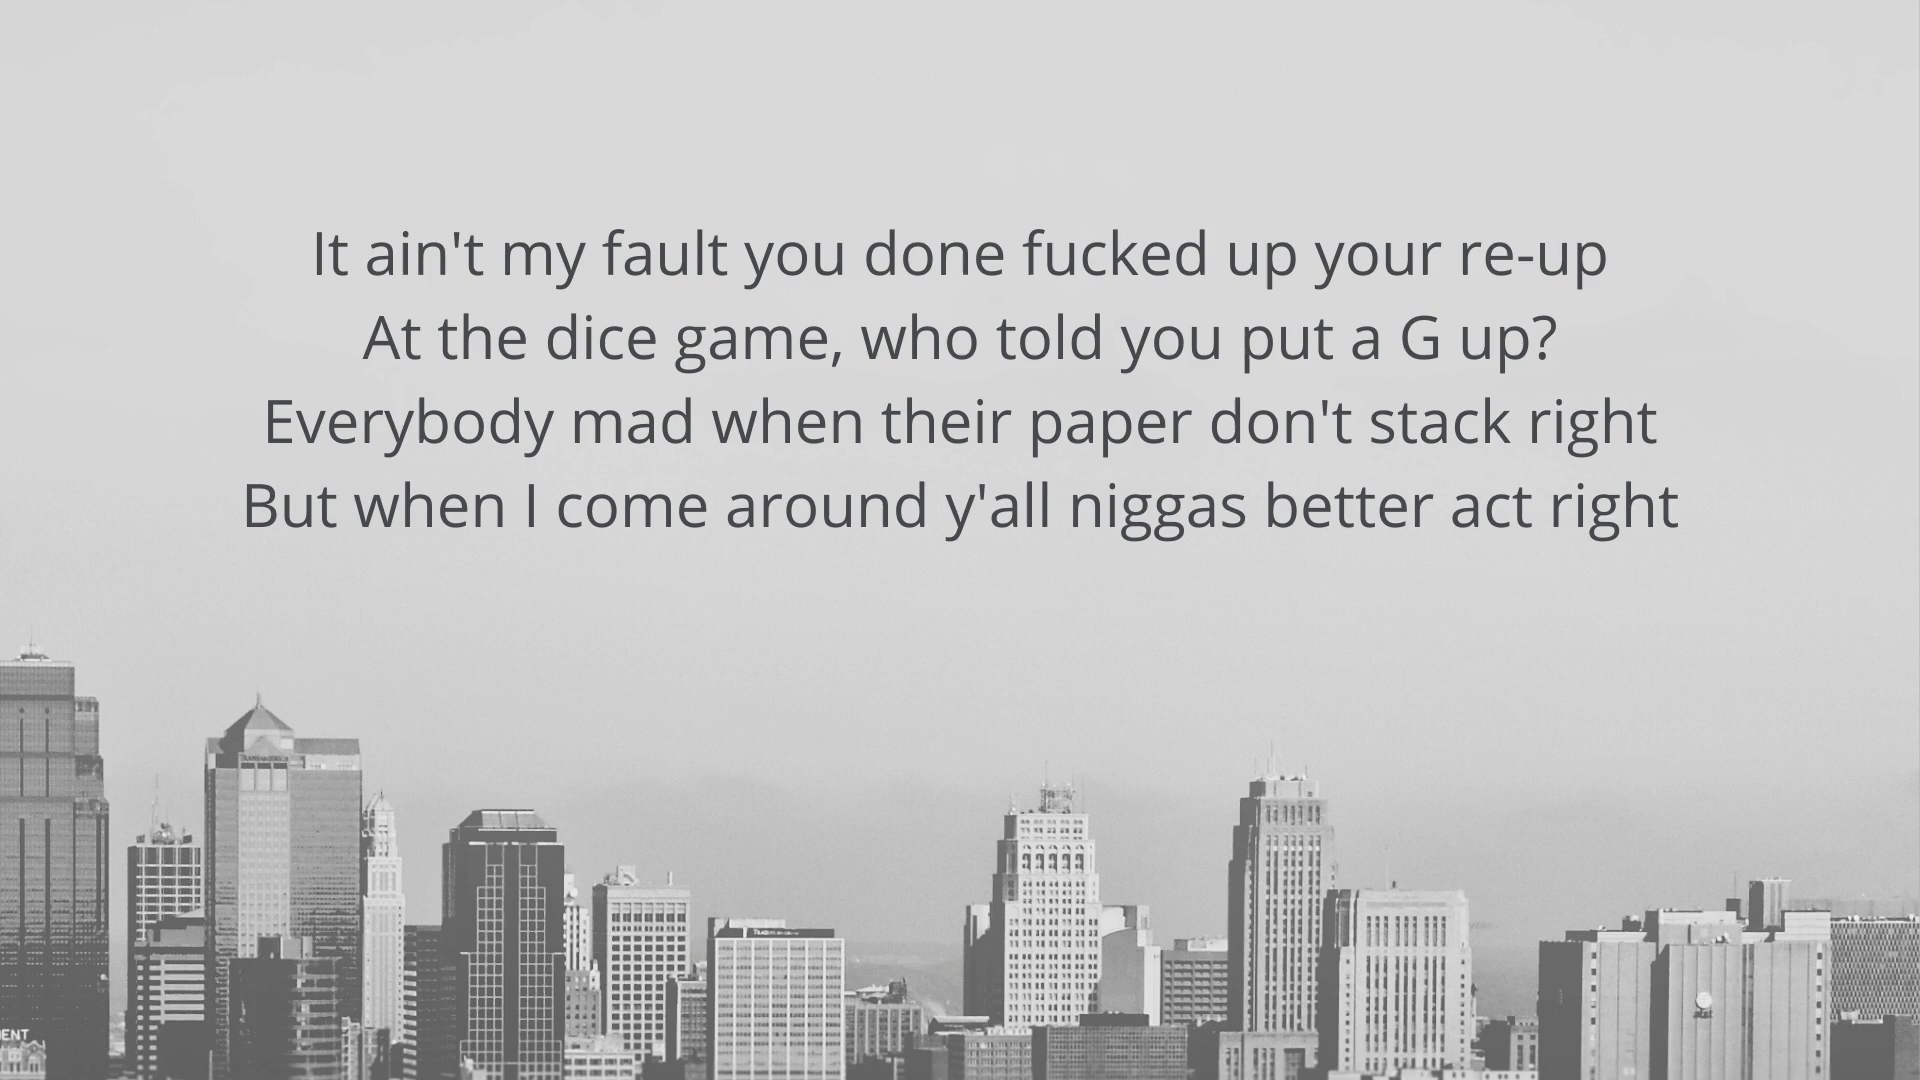 It ain't my fault you done fucked up your re-up
At the dice game, who told you put a G up?
Everybody mad when their paper don't stack right
But when I come around y'all niggas better act right
ENT